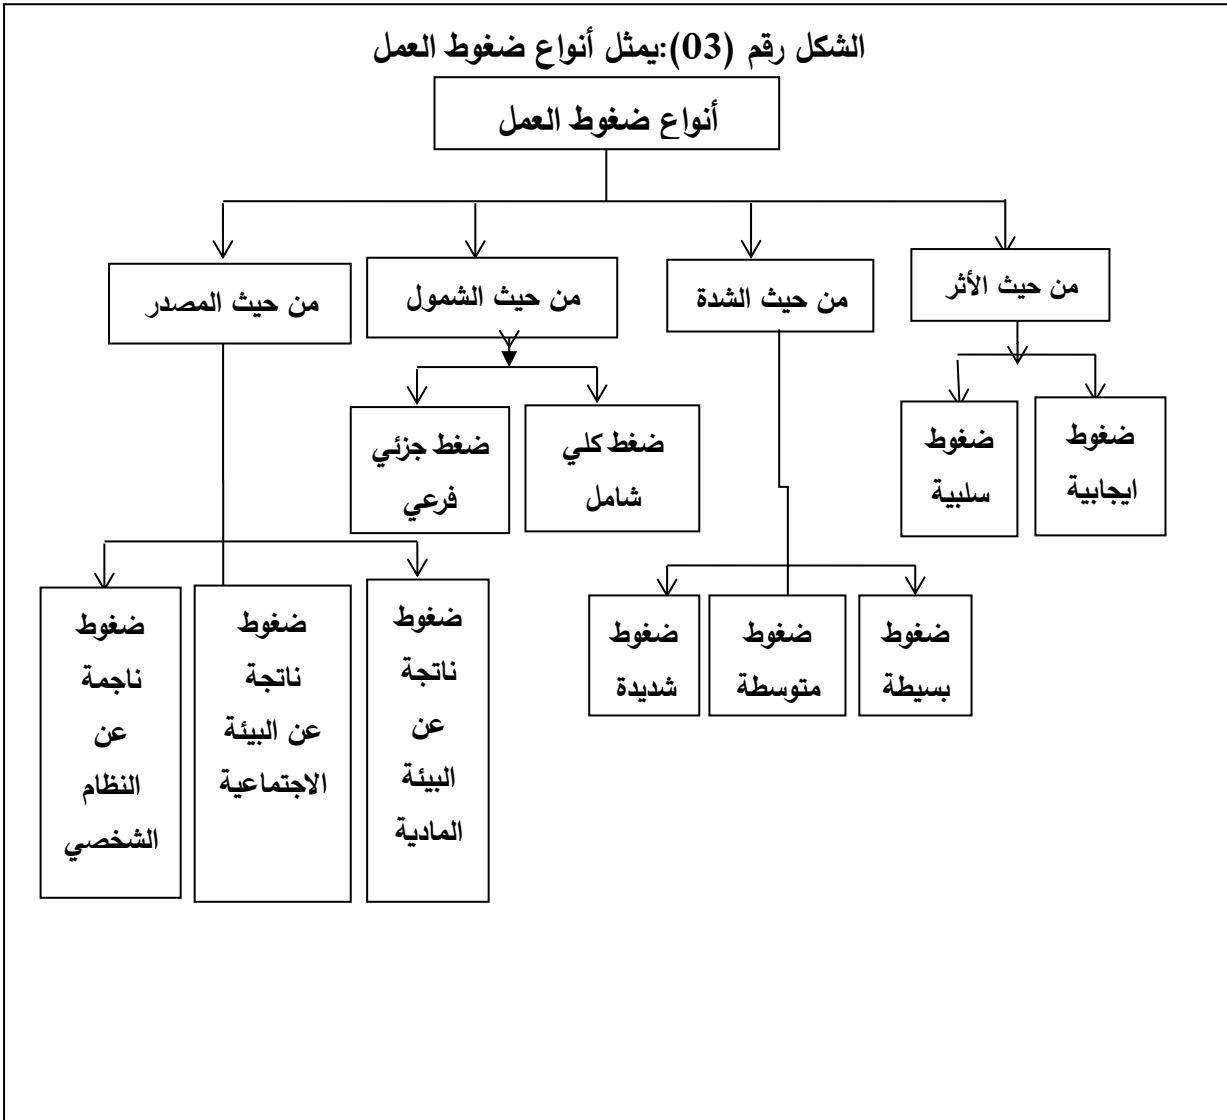 الشكل رقم (03):يمثل أنواع ضغوط العمل
أنواع ضغوط العمل
من حيث الأثر
من حيث الشدة
من حيث الشمول
من حيث المصدر
ضغوط
ايجابية
ضغوط
سلبية
ضغط كلي
شامل
ضغط جزئي
فرعي
ضغوط
بسيطة
ضغوط
متوسطة
ضغوط
شديدة
ضغوط
ناتجة
عن
البيئة
المادية
ضغوط
ناتجة
عن البيئة
الاجتماعية
ضغوط
ناجمة
عن
النظام
الشخصي